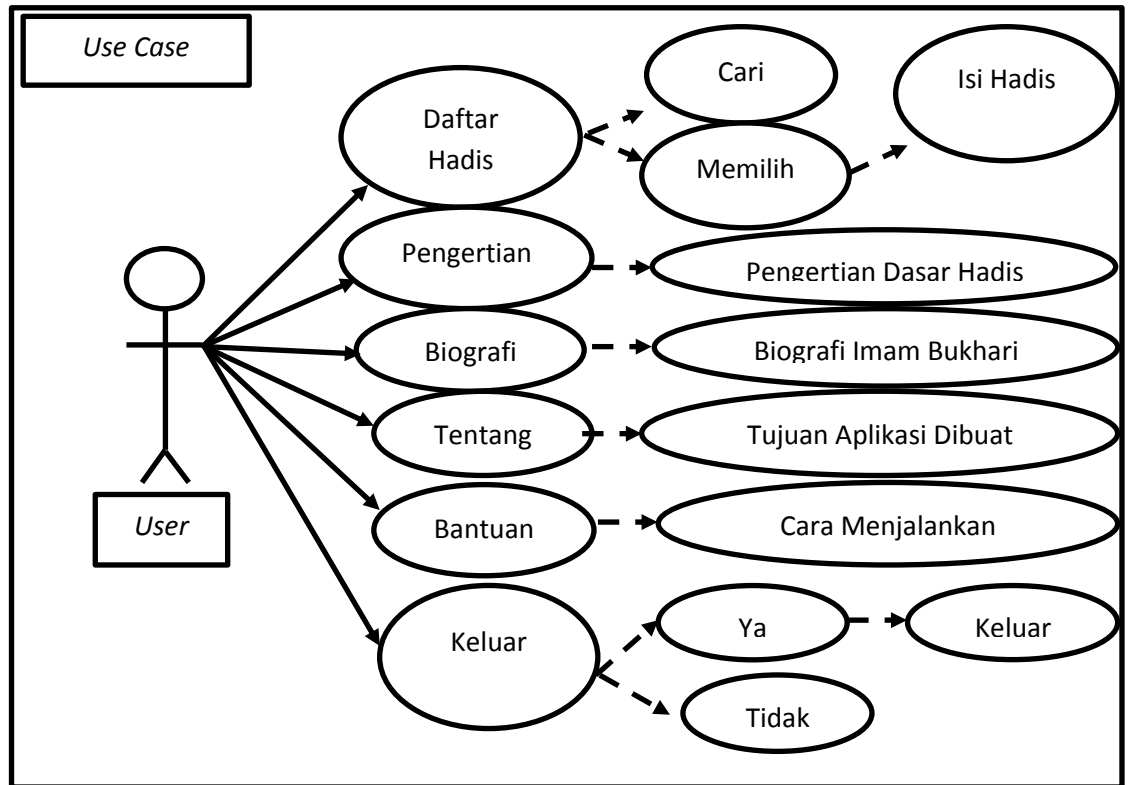 Use Case
Daftar
Hadis
Cari
Memilih
Isi Hadis
Pengertian
Pengertian Dasar Hadis
Biografi
Biografi Imam Bukhari
Tentang
Tujuan Aplikasi Dibuat
User
Bantuan
Cara Menjalankan
Keluar
Ya
Keluar
Tidak